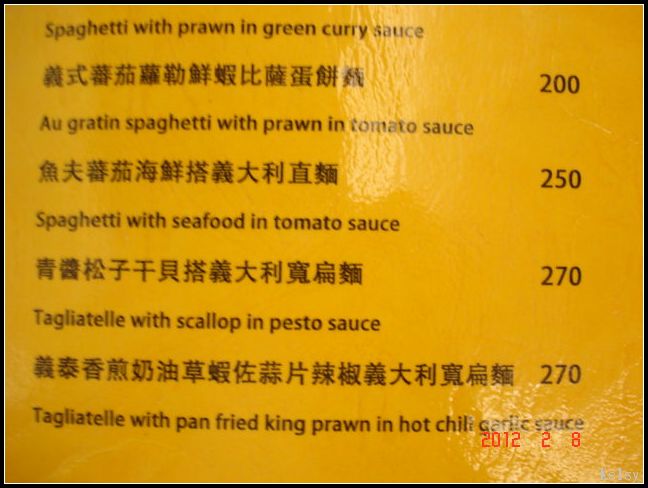 Spaghetti with prawn in green curry sauce
義式蕃茄蘿勒鮮蝦比薩蛋餅麵 200
Au gratin spaghetti with prawn in tomato sauce
魚夫蕃茄海鮮搭義大利直麵 250
Spaghetti with seafood in tomato sauce
青醬松子干貝搭義大利寬扁麵 270
Tagliatelle with scallop in pesto sauce
義泰香煎奶油草蝦佐蒜片辣椒義大利寬扁麵 270
Tagliatelle with pan fried king prawn in hot chili garlic sauce
2012 2 8